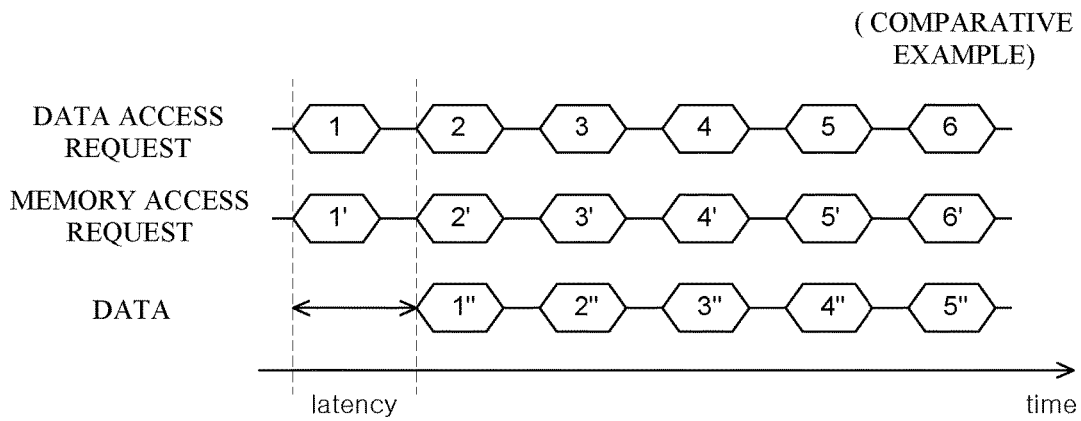 ( COMPARATIVE
EXAMPLE)
DATA ACCESS
REQUEST
1 2 3 4 5 6
MEMORY ACCESS
REQUEST
1' 2' 3' 4' 5' 6'
DATA
1" 2" 3" 4" 5"
latency
time